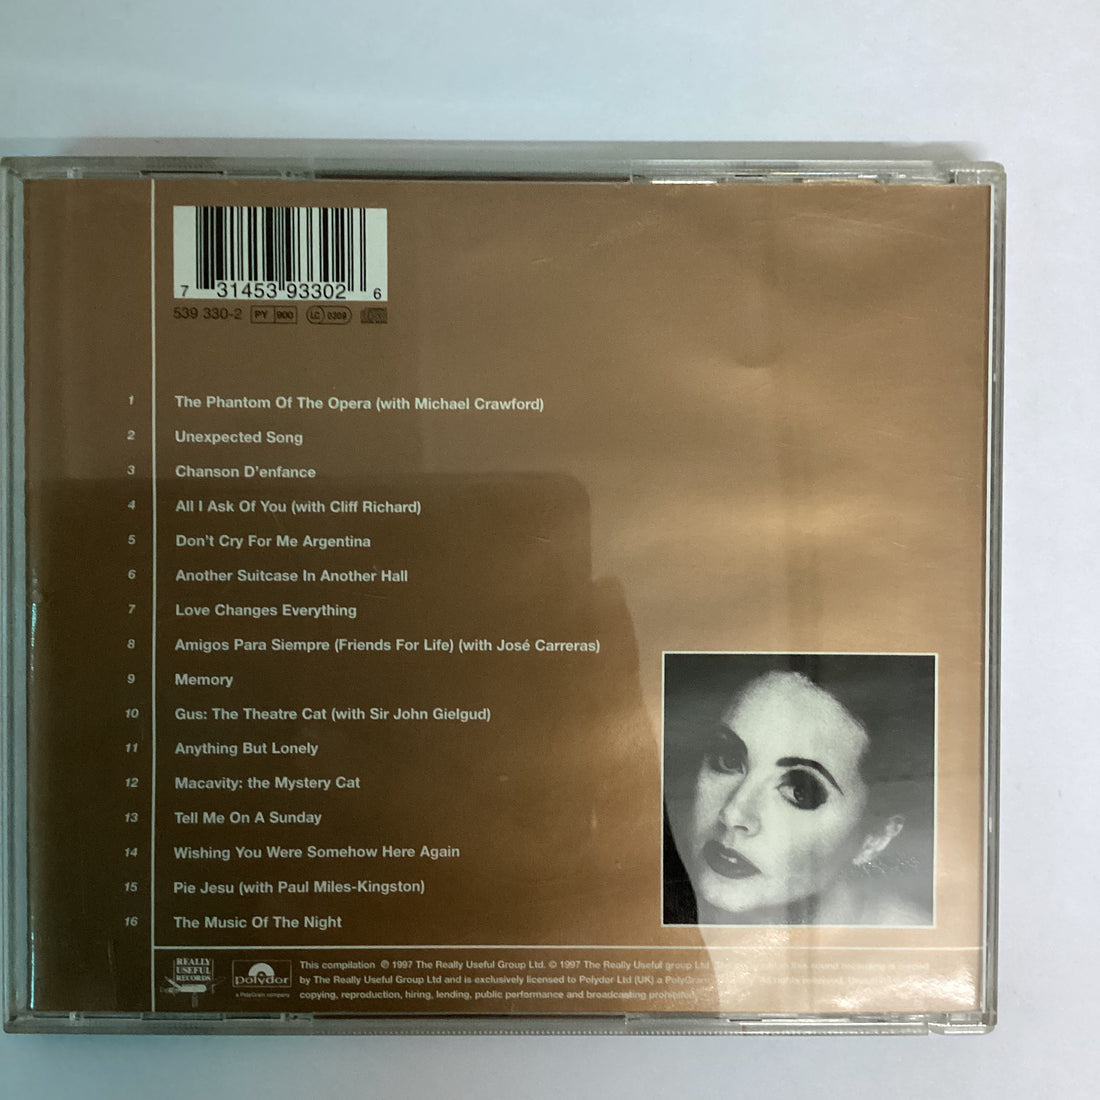 7 31453 93302 6
539 330-2 PY 900 LC 0309
1 The Phantom Of The Opera (with Michael Crawford)
2 Unexpected Song
3 Chanson D'enfance
4 All I Ask Of You (with Cliff Richard)
5 Don't Cry For Me Argentina
6 Another Suitcase In Another Hall
7 Love Changes Everything
8 Amigos Para Siempre (Friends For Life) (with José Carreras)
9 Memory
10 Gus: The Theatre Cat (with Sir John Gielgud)
11 Anything But Lonely
12 Macavity: the Mystery Cat
13 Tell Me On A Sunday
14 Wishing You Were Somehow Here Again
15 Pie Jesu (with Paul Miles-Kingston)
16 The Music Of The Night
REALLY
USEFUL
RECORDS
polydor
a PolyGram company
This compilation ℗ 1997 The Really Useful Group Ltd. © 1997 The Really Useful group Ltd
by The Really Useful Group Ltd and is exclusively licensed to Polydor Ltd (UK) a All rights reserved.
copying, reproduction, hiring, lending, public performance and broadcasting prohibited.